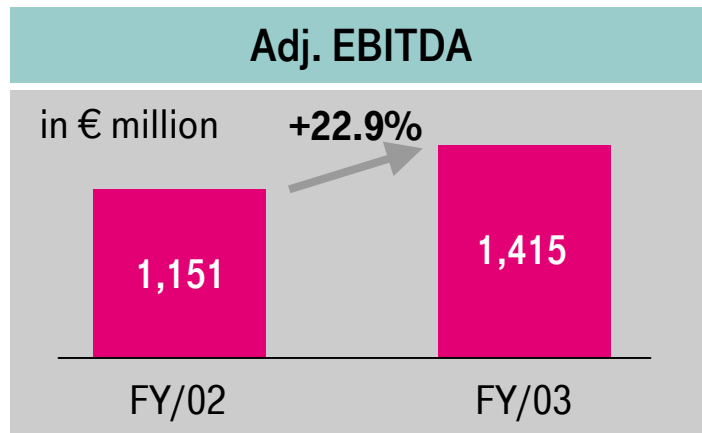 Adj. EBITDA
in € million
+22.9%
1,151
1,415
FY/02
FY/03